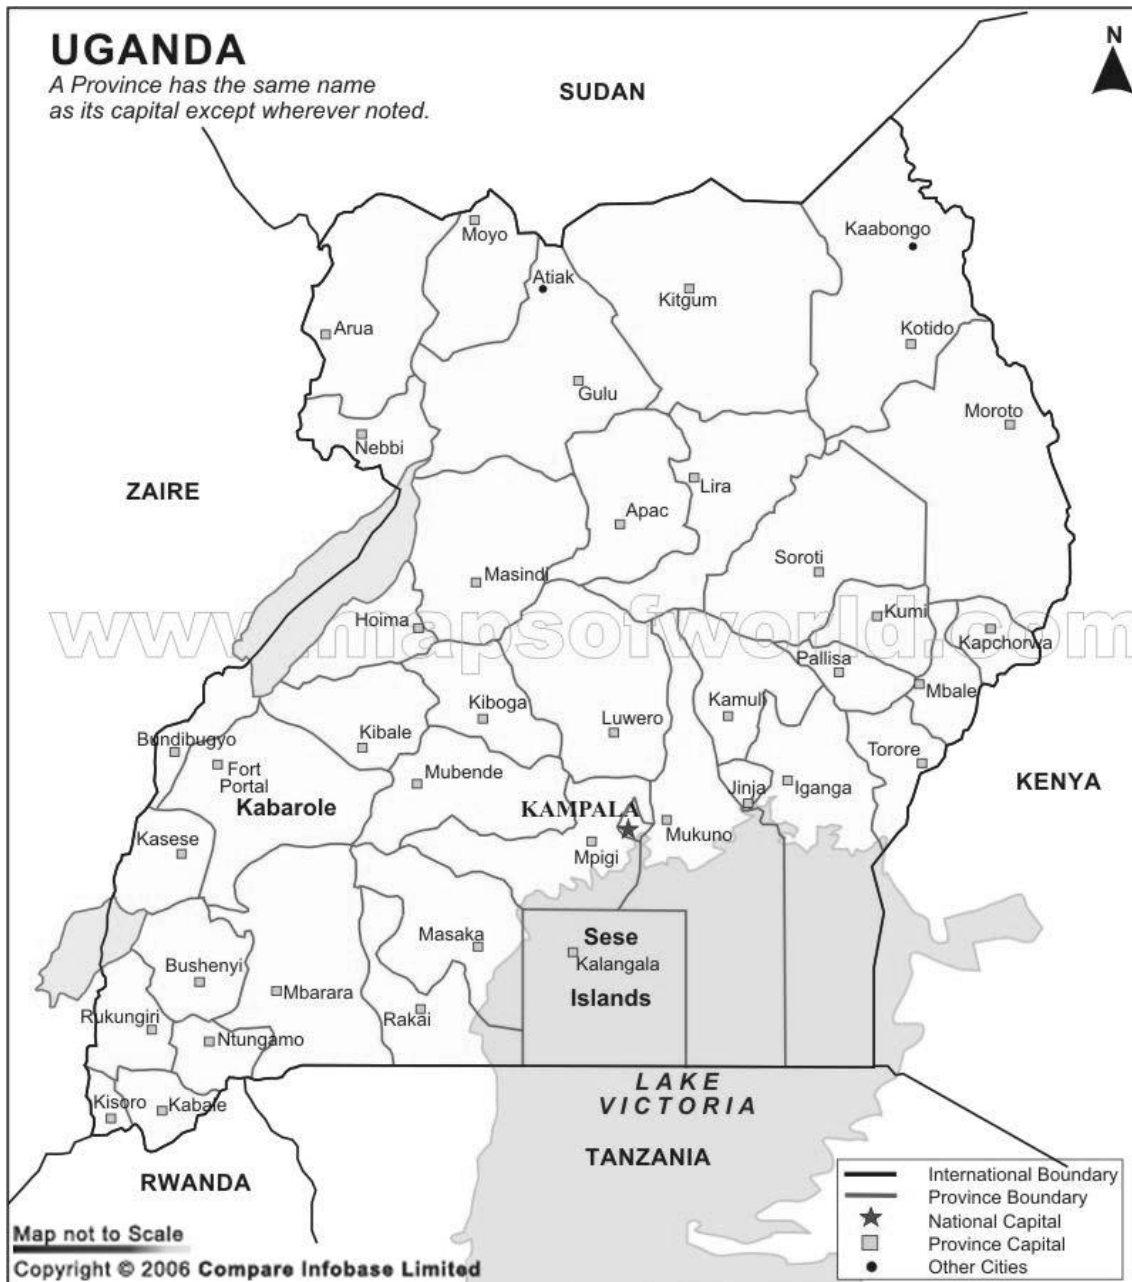 UGANDA
A Province has the same name
as its capital except wherever noted.
N
SUDAN
Kaabongo
Moyo
Atiak
Kitgum
Arua
Kotido
Gulu
Moroto
Nebbi
ZAIRE
Lira
Apac
Soroti
Masindi
Hoima
www.mapsofworld.com
Kumi
Kapchorwa
Pallisa
Mbale
Kiboga
Kamuli
Luwero
Kibale
Bundibugyo
Torore
Fort
Portal
Mubende
Jinja
Iganga
KENYA
Kabarole
KAMPALA
Mukuno
Kasese
Mpigi
Masaka
Sese
Kalangala
Islands
Bushenyi
Mbarara
Rukungiri
Rakai
Ntungamo
LAKE
VICTORIA
Kisoro
Kabale
TANZANIA
RWANDA
International Boundary
Province Boundary
National Capital
Province Capital
Other Cities
Map not to Scale
Copyright © 2006 Compare Infobase Limited